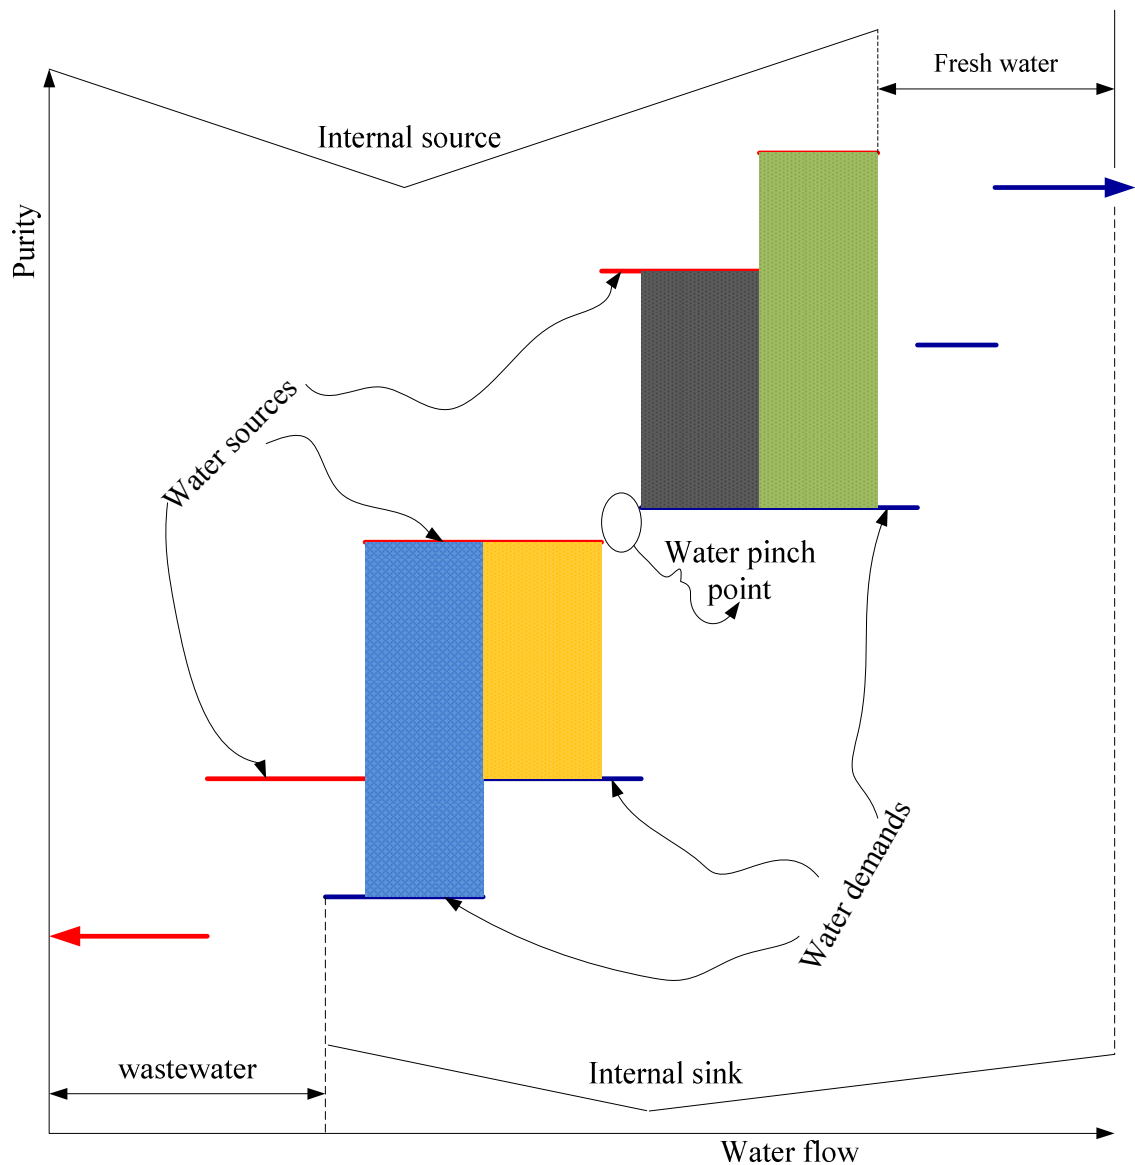 Fresh water
Internal source
Purity
Water sources
Water pinch
point
Water demands
wastewater
Internal sink
Water flow